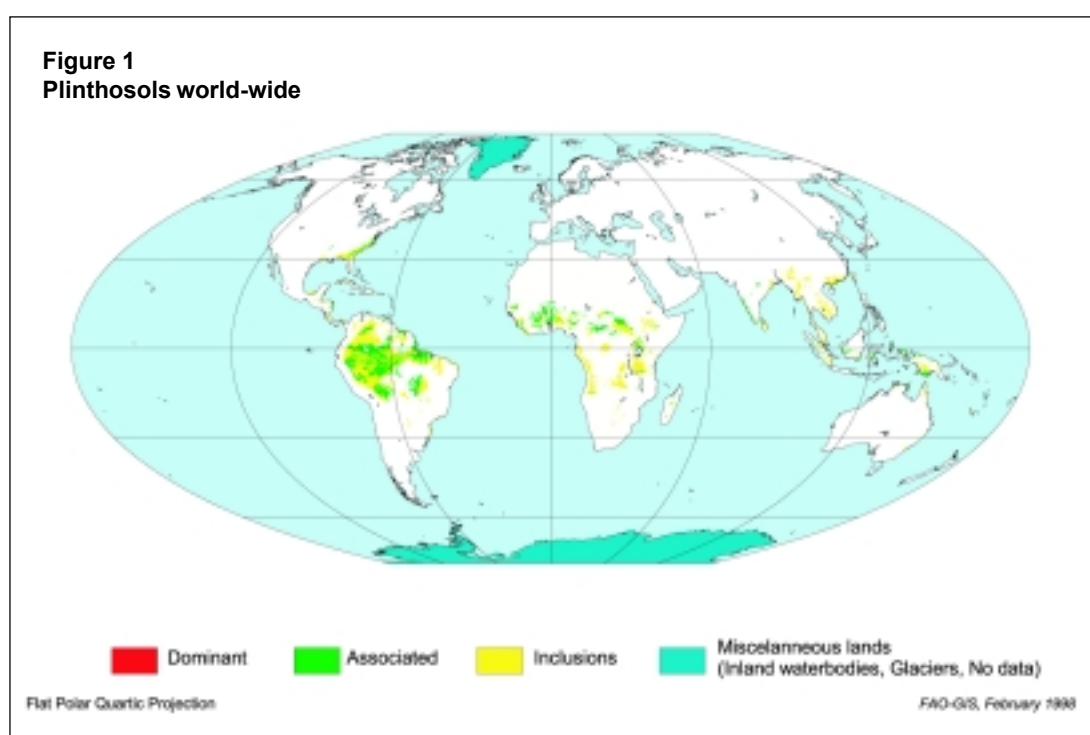 Figure 1
Plinthosols world-wide
Dominant
Associated
Inclusions
Miscelanneous lands
(Inland waterbodies, Glaciers, No data)
Flat Polar Quartic Projection
FAO-GIS, February 1998